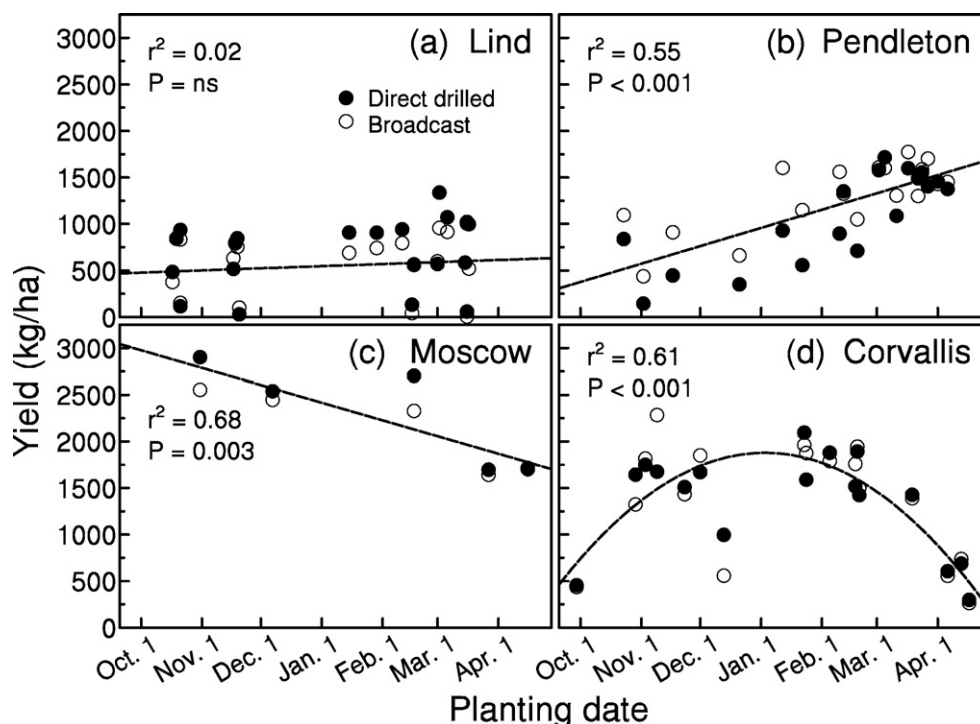 Yield (kg/ha)
3000
2500
2000
1500
1000
500
0
(a) Lind
r² = 0.02
P = ns
Direct drilled
Broadcast
(b) Pendleton
r² = 0.55
P < 0.001
3000
2500
2000
1500
1000
500
0
(c) Moscow
r² = 0.68
P = 0.003
(d) Corvallis
r² = 0.61
P < 0.001
Oct. 1 Nov. 1 Dec. 1 Jan. 1 Feb. 1 Mar. 1 Apr. 1
Oct. 1 Nov. 1 Dec. 1 Jan. 1 Feb. 1 Mar. 1 Apr. 1
Planting date